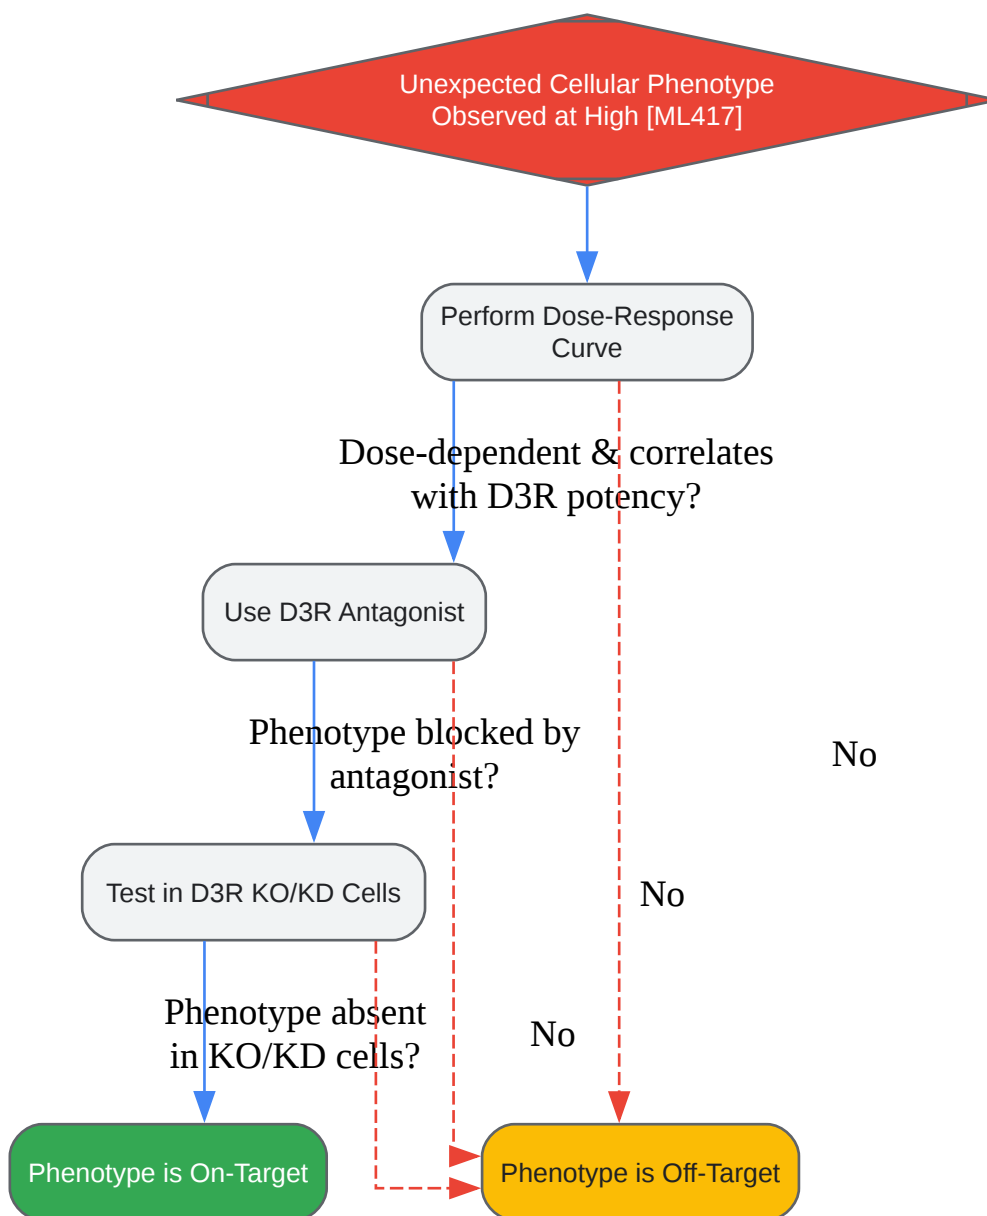 Unexpected Cellular Phenotype
Observed at High [ML417]
Perform Dose-Response
Curve
Dose-dependent & correlates
with D3R potency?
Use D3R Antagonist
Phenotype blocked by
antagonist?
No
Test in D3R KO/KD Cells
No
Phenotype absent
in KO/KD cells?
No
Phenotype is On-Target
Phenotype is Off-Target